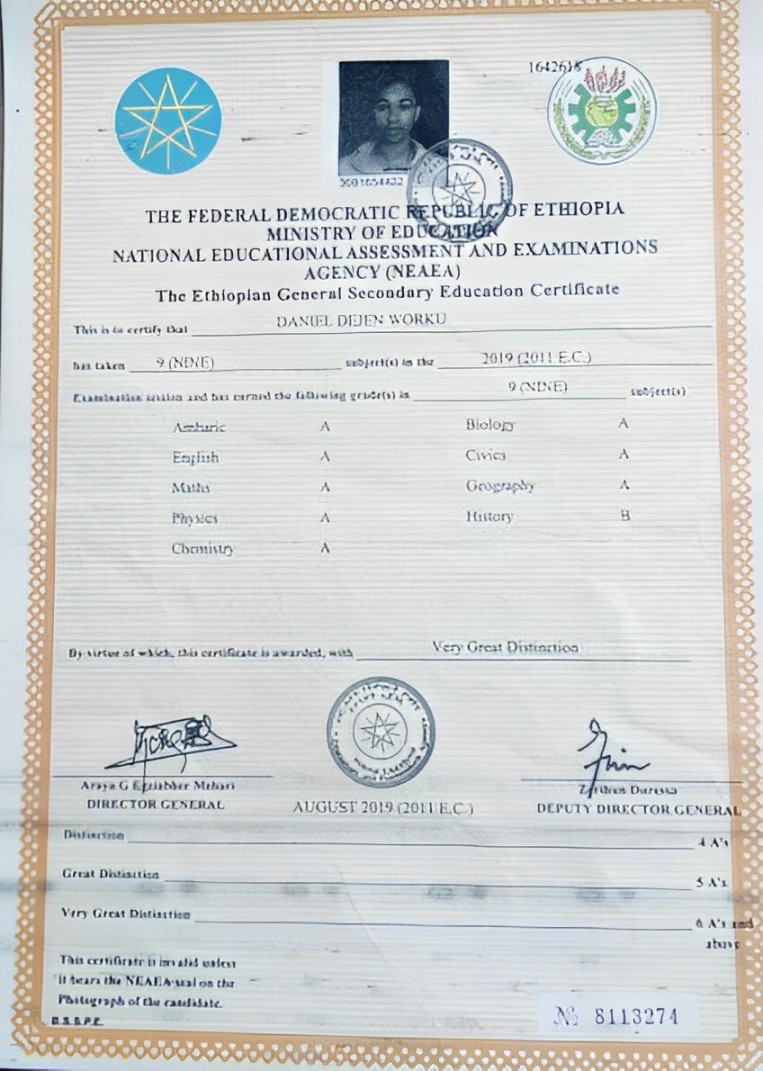 1642618
THE FEDERAL DEMOCRATIC REPUBLIC OF ETHIOPIA
MINISTRY OF EDUCATION
NATIONAL EDUCATIONAL ASSESSMENT AND EXAMINATIONS
AGENCY (NEAEA)
The Ethiopian General Secondary Education Certificate
This is to certify that DANIEL DEJEN WORKU
has taken 9 (NINE) subject(s) in the 2019 (2011 E.C.)
Examination session and has earned the following grade(s) in 9 (NINE) subject(s)
Amharic A Biology A
English A Civics A
Maths A Geography A
Physics A History B
Chemistry A
By virtue of which, this certificate is awarded, with Very Great Distinction
Araya G Egziabher Mehari
DIRECTOR GENERAL
AUGUST 2019 (2011 E.C.)
Duressa
DEPUTY DIRECTOR GENERAL
Distinction 4 A's
Great Distinction 5 A's
Very Great Distinction 6 A's and
above
This certificate is invalid unless
it bears the NEAEA seal on the
Photograph of the candidate.
№ 8113274